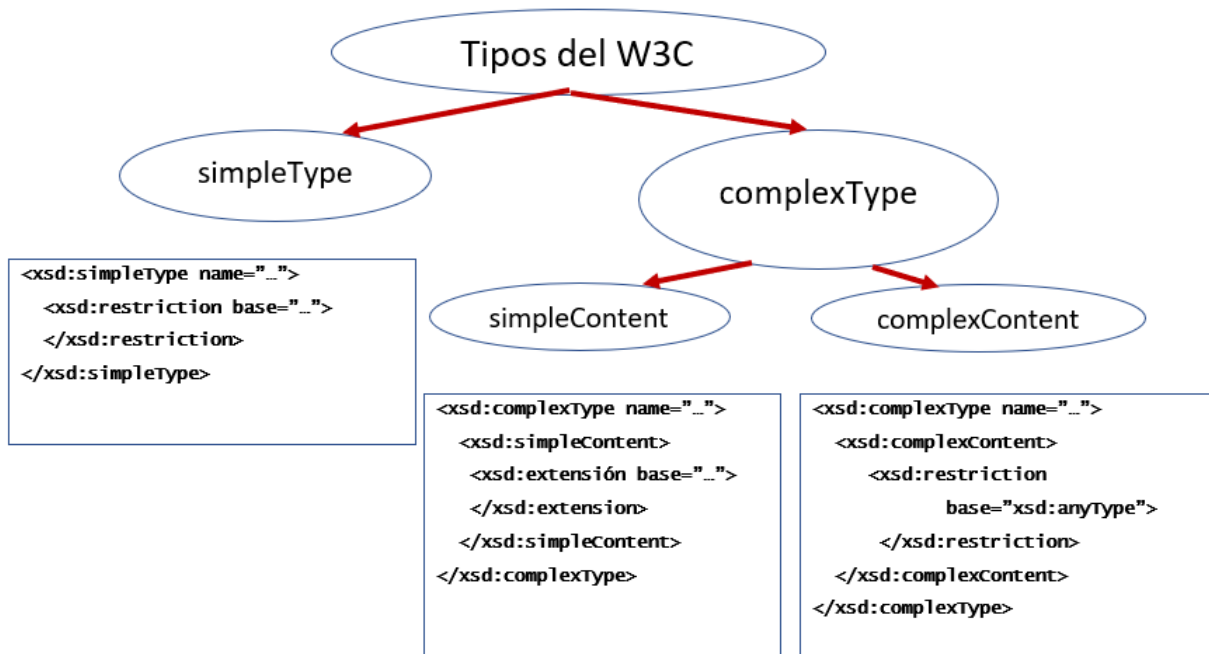 Tipos del W3C
simpleType
complexType
<xsd:simpleType name=”…”>
<xsd:restriction base=”…”>
</xsd:restriction>
</xsd:simpleType>
simpleContent
complexContent
<xsd:complexType name=”…”>
<xsd:simpleContent>
<xsd:extensión base=”…”>
</xsd:extension>
</xsd:simpleContent>
</xsd:complexType>
<xsd:complexType name=”…”>
<xsd:complexContent>
<xsd:restriction
base=”xsd:anyType”>
</xsd:restriction>
</xsd:complexContent>
</xsd:complexType>